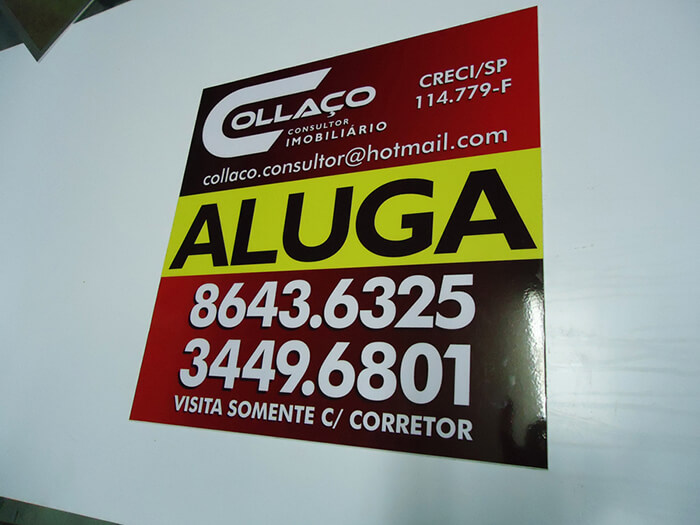 COLLAÇO
CONSULTOR
IMOBILIÁRIO
CRECI/SP
114.779-F
collaco.consultor@hotmail.com
ALUGA
8643.6325
3449.6801
VISITA SOMENTE C/ CORRETOR